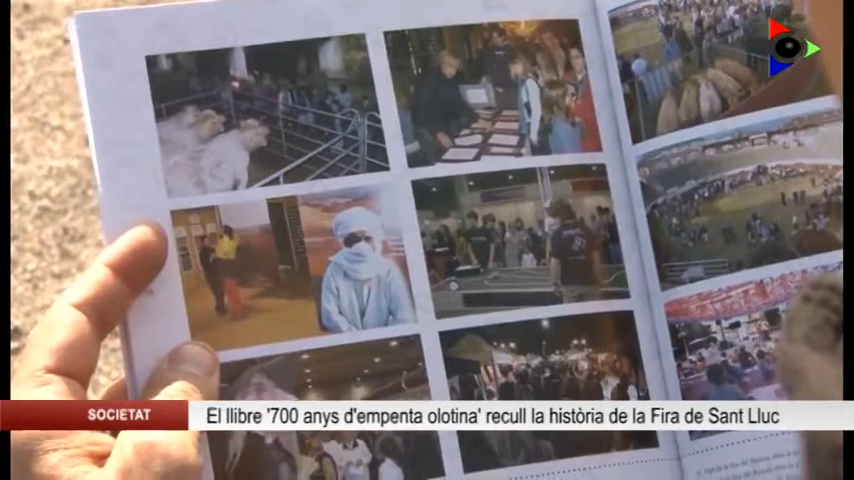 SOCIETAT
El llibre '700 anys d'empenta olotina' recull la història de la Fira de Sant Lluc